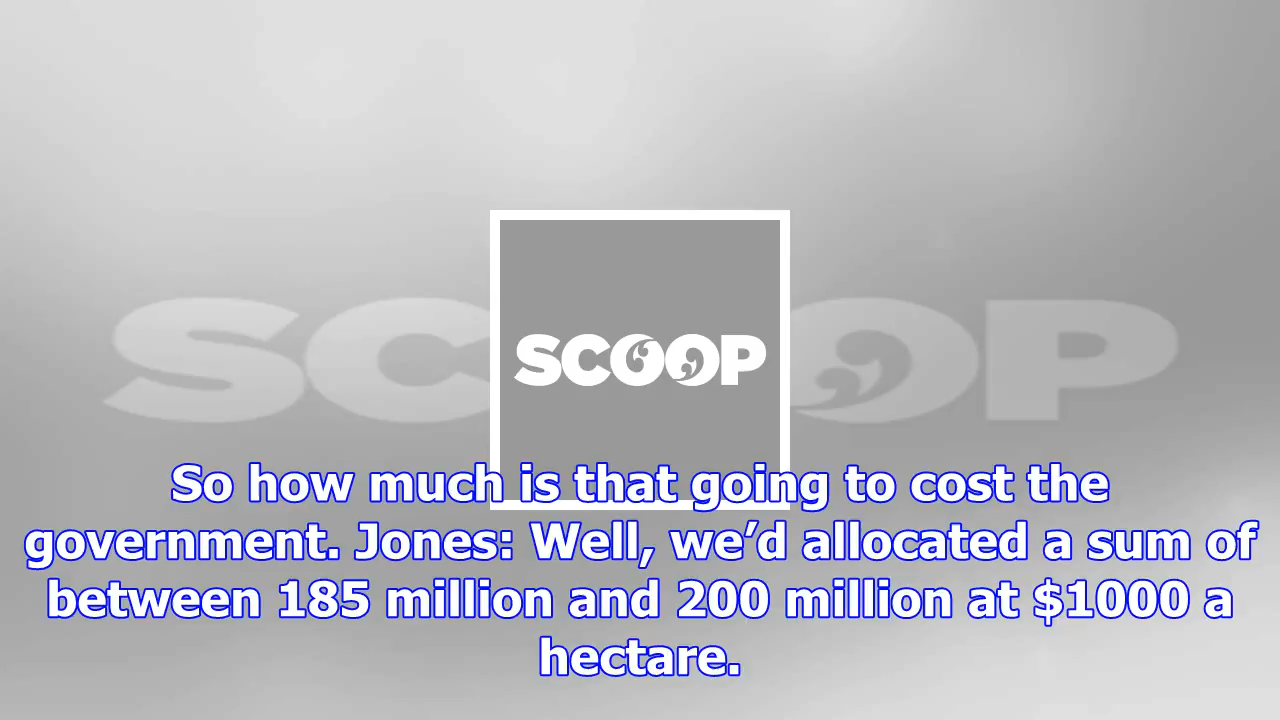 SCOOP
SCOOP
So how much is that going to cost the
government. Jones: Well, we’d allocated a sum of
between 185 million and 200 million at $1000 a
hectare.